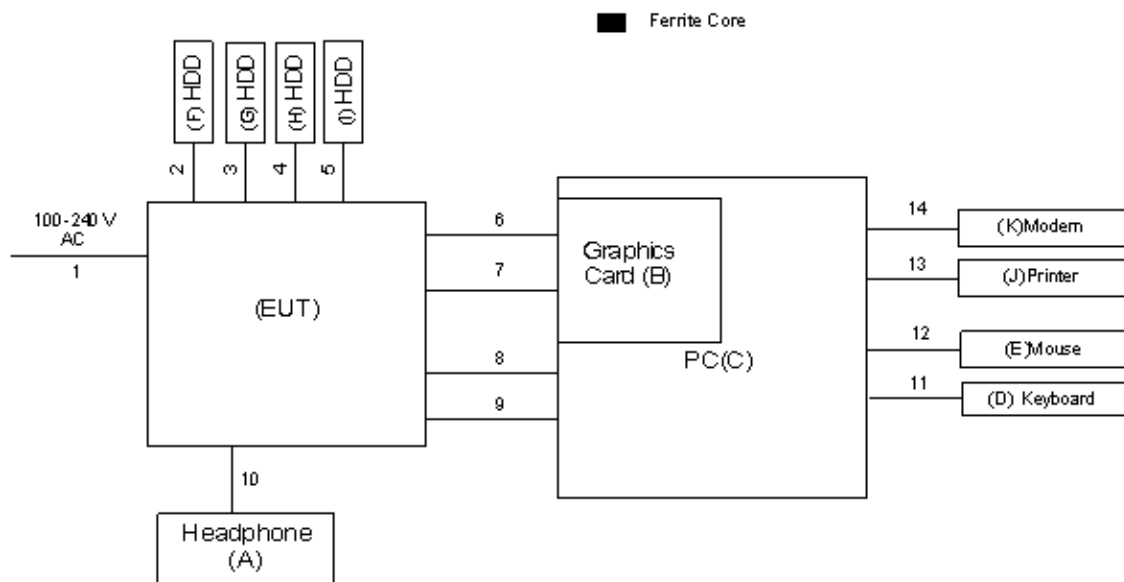 Ferrite Core
(F) HDD
(G) HDD
(H) HDD
(I) HDD
2
3
4
5
100-240 V
AC
1
(EUT)
6
7
8
9
Graphics
Card (B)
PC(C)
14
(K)Modem
13
(J)Printer
12
(E)Mouse
11
(D) Keyboard
10
Headphone
(A)